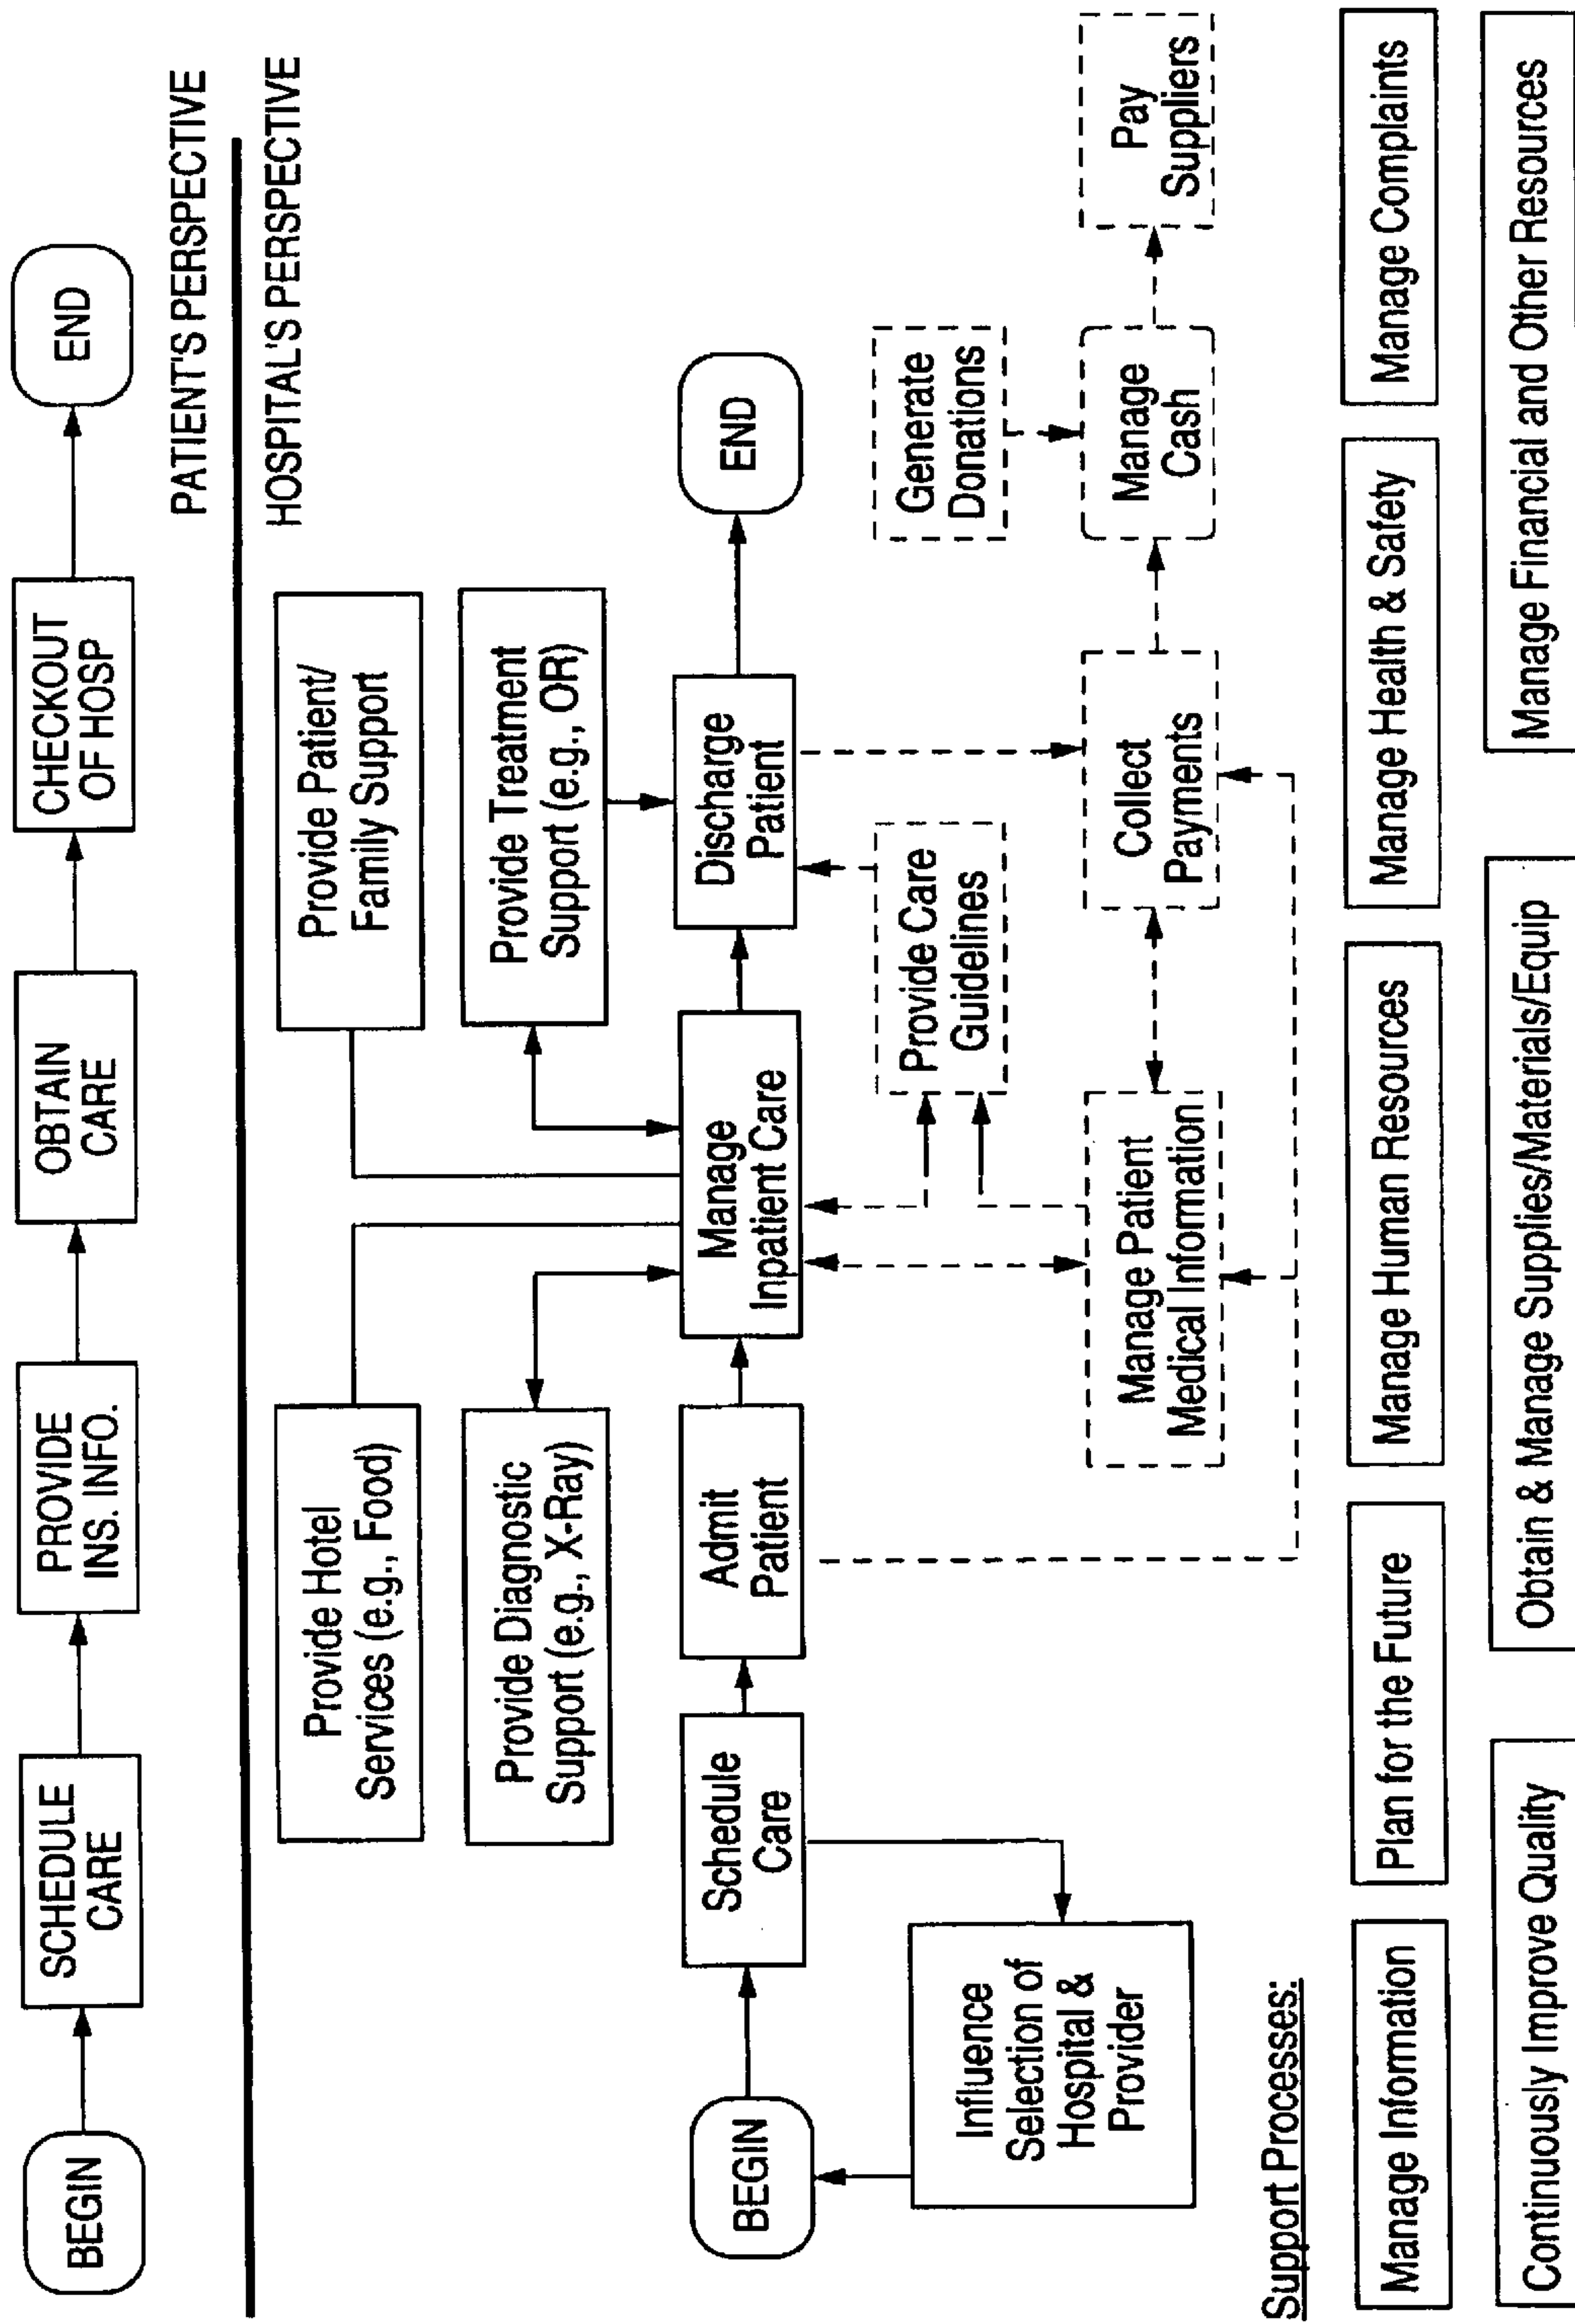 BEGIN
SCHEDULE
CARE
PROVIDE
INS. INFO.
OBTAIN
CARE
CHECKOUT
OF HOSP
END
PATIENT'S PERSPECTIVE
HOSPITAL'S PERSPECTIVE
Provide Hotel
Services (e.g., Food)
Provide Patient/
Family Support
Provide Diagnostic
Support (e.g., X-Ray)
Provide Treatment
Support (e.g., OR)
BEGIN
Schedule
Care
Admit
Patient
Manage
Inpatient Care
Discharge
Patient
END
Influence
Selection of
Hospital &
Provider
Provide Care
Guidelines
Generate
Donations
Manage Patient
Medical Information
Collect
Payments
Manage
Cash
Pay
Suppliers
Support Processes:
Manage Information
Plan for the Future
Manage Human Resources
Manage Health & Safety
Manage Complaints
Continuously Improve Quality
Obtain & Manage Supplies/Materials/Equip
Manage Financial and Other Resources